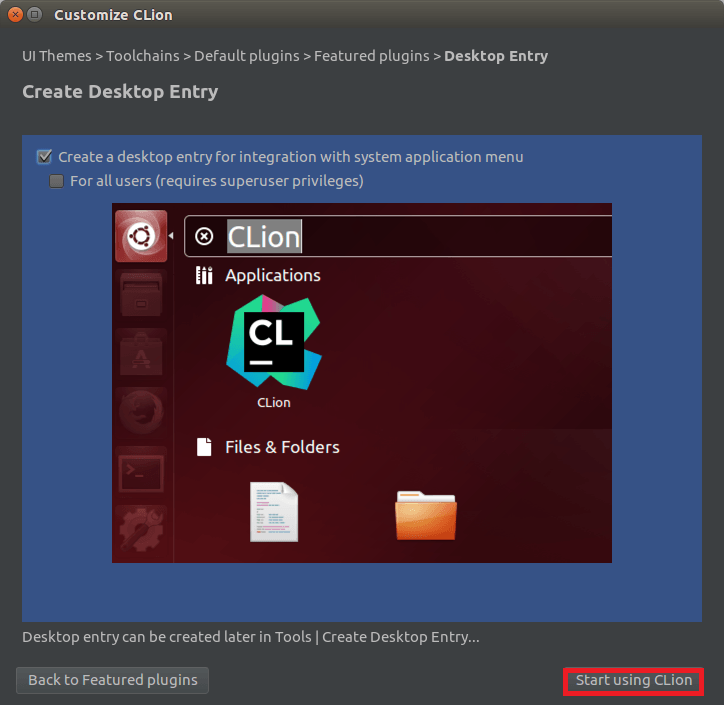 Customize CLion
UI Themes > Toolchains > Default plugins > Featured plugins > Desktop Entry
Create Desktop Entry
Create a desktop entry for integration with system application menu
For all users (requires superuser privileges)
CLion
Applications
CL
CLion
Files & Folders
Desktop entry can be created later in Tools | Create Desktop Entry...
Back to Featured plugins
Start using CLion